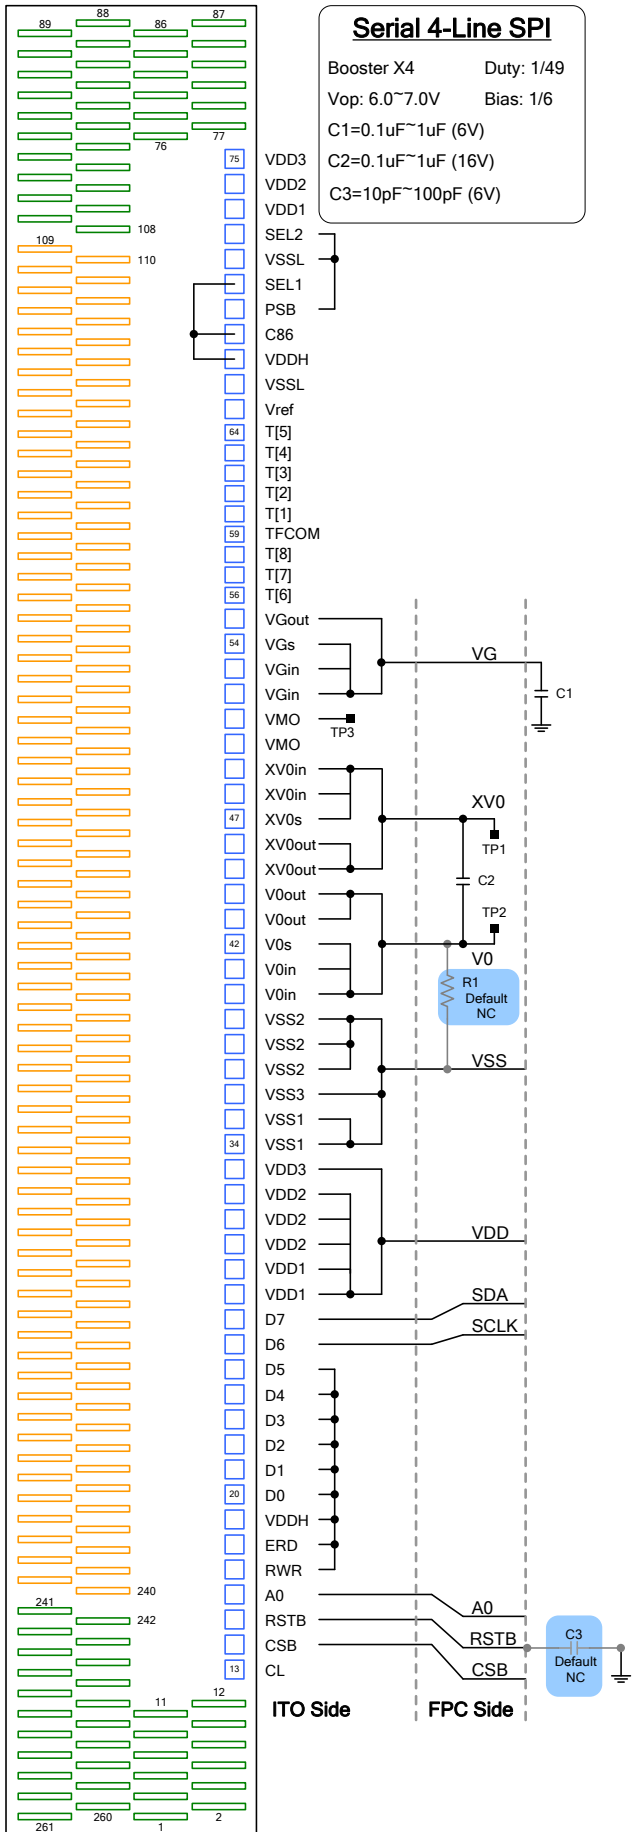 88 87
89 86
Serial 4-Line SPI
Booster X4 Duty: 1/49
Vop: 6.0~7.0V Bias: 1/6
C1=0.1uF~1uF (6V)
C2=0.1uF~1uF (16V)
C3=10pF~100pF (6V)
76 77
75 VDD3
VDD2
VDD1
108 SEL2
109
110 VSSL
SEL1
PSB
C86
VDDH
VSSL
Vref
64 T[5]
T[4]
T[3]
T[2]
T[1]
59 TFCOM
T[8]
T[7]
56 T[6]
VGout
54 VGs
VG
VGin
VGin
C1
VMO
TP3
VMO
XV0in
XV0in
XV0
47 XV0s
XV0out
TP1
XV0out
C2
V0out
V0out
TP2
42 V0s
V0
V0in
V0in
R1
Default
NC
VSS2
VSS2
VSS2
VSS
VSS3
VSS1
34 VSS1
VDD3
VDD2
VDD2
VDD
VDD2
VDD1
VDD1
SDA
D7
SCLK
D6
D5
D4
D3
D2
D1
20 D0
VDDH
ERD
RWR
240 A0
241
A0
242 RSTB
RSTB
C3
Default
NC
CSB
CSB
13 CL
12
11
ITO Side FPC Side
260 2
261 1